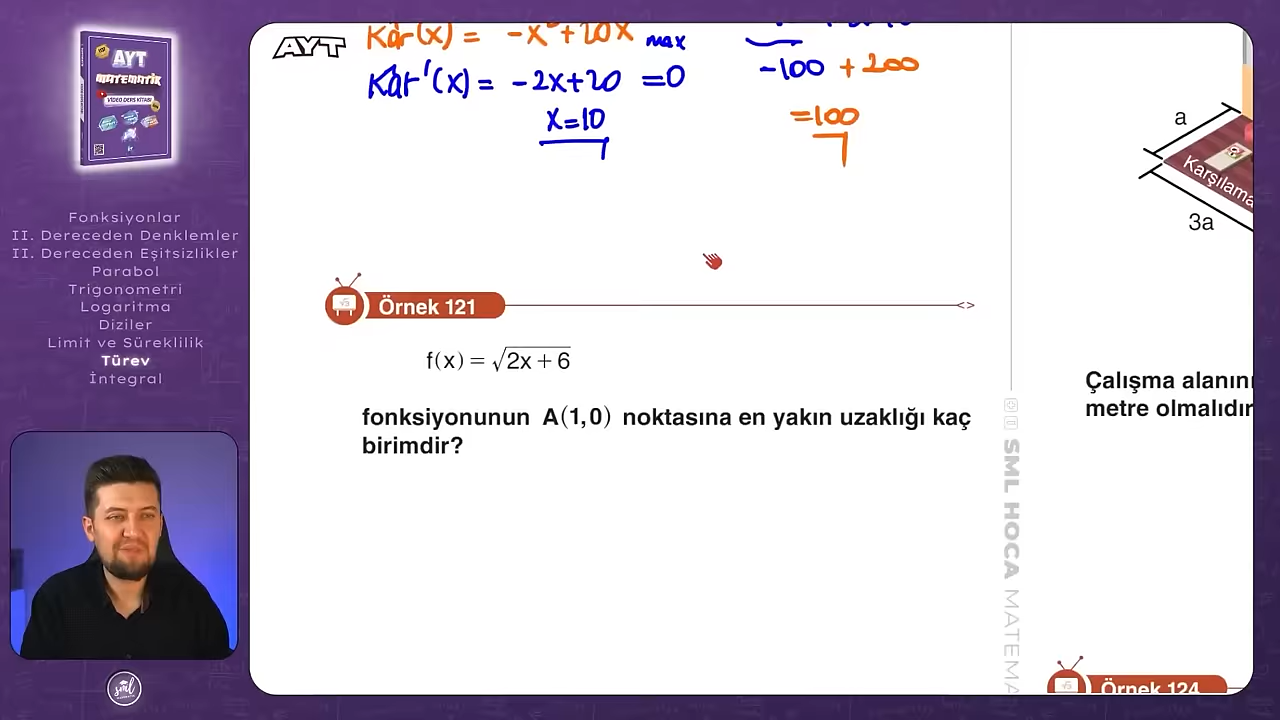 AYT
MATEMATİK
VİDEO DERS KİTABI
Fonksiyonlar
II. Dereceden Denklemler
II. Dereceden Eşitsizlikler
Parabol
Trigonometri
Logaritma
Diziler
Limit ve Süreklilik
Türev
İntegral
sml
AYT
Kâr(x) = -x²+20x max
Kâr'(x) = -2x+20 =0
x=10
-100 +200
=100
Örnek 121
<>
f(x) = √2x + 6
fonksiyonunun A(1,0) noktasına en yakın uzaklığı kaç
birimdir?
SML HOCA MATEMA
a
Karşılama
3a
Çalışma alanın
metre olmalıdır
Örnek 124